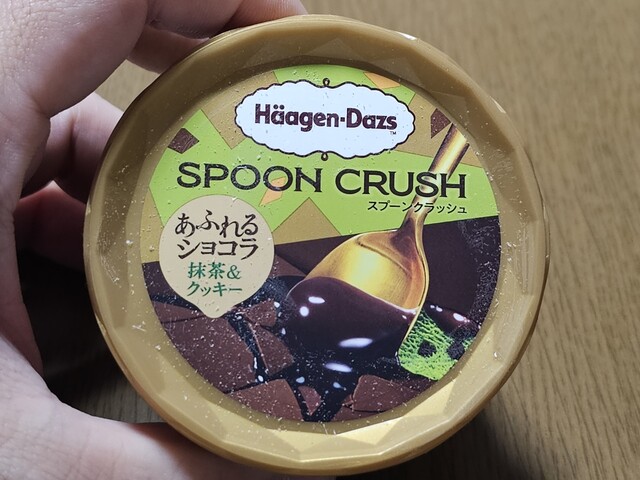 Häagen-Dazs
TM
SPOON CRUSH
スプーンクラッシュ
あふれる
ショコラ
抹茶&
クッキー